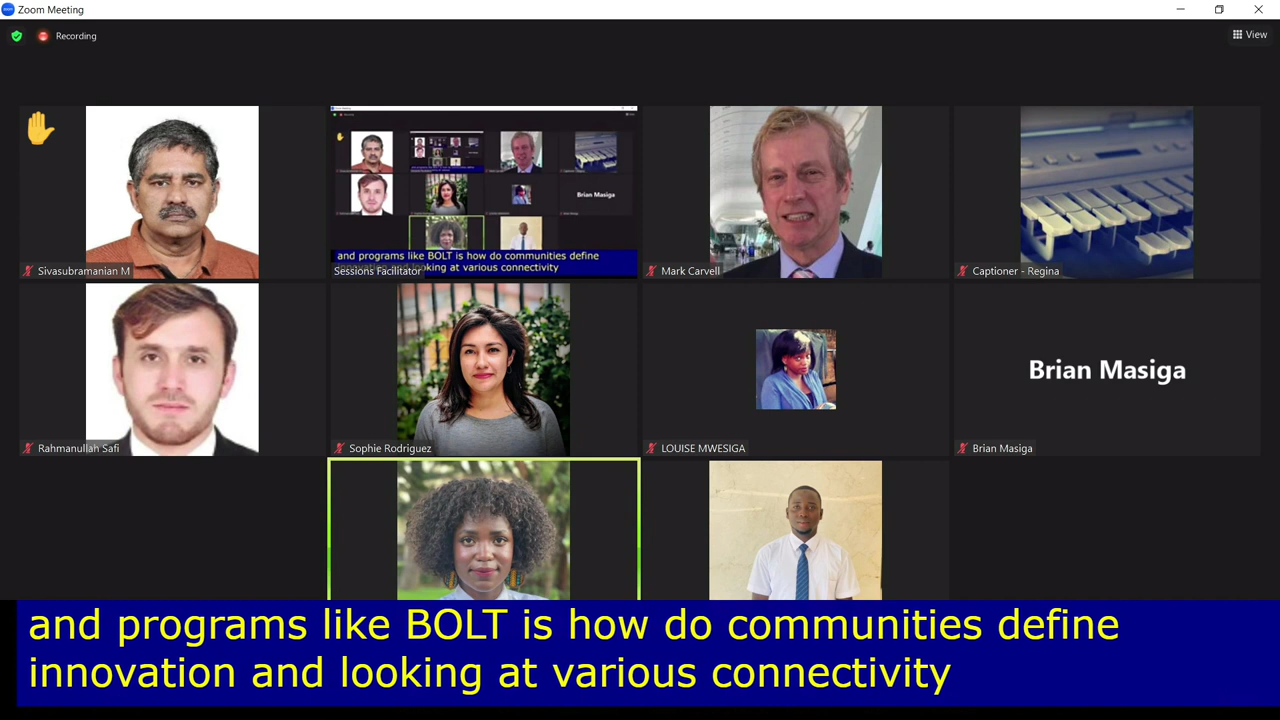 Zoom Meeting
Recording
View
Sivasubramanian M
and programs like BOLT is how do communities define
Sessions Facilitator
looking at various connectivity
Brian Masiga
Mark Carvell
Captioner - Regina
Brian Masiga
Rahmanullah Safi
Sophie Rodriguez
LOUISE MWESIGA
Brian Masiga
and programs like BOLT is how do communities define
innovation and looking at various connectivity